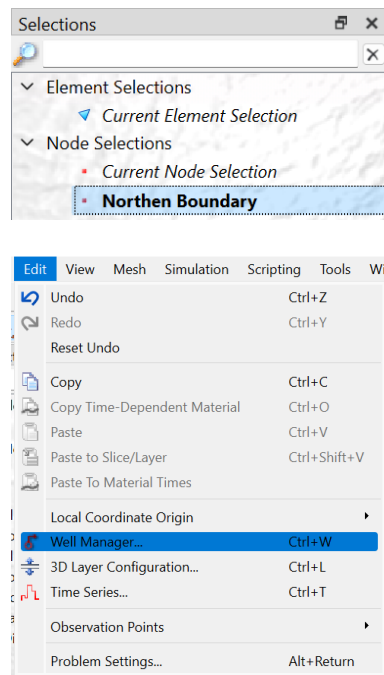 Selections
Element Selections
Current Element Selection
Node Selections
Current Node Selection
Northen Boundary
Edit View Mesh Simulation Scripting Tools Wi
Undo Ctrl+Z
Redo Ctrl+Y
Reset Undo
Copy Ctrl+C
Copy Time-Dependent Material Ctrl+O
Paste Ctrl+V
Paste to Slice/Layer Ctrl+Shift+V
Paste To Material Times
Local Coordinate Origin
Well Manager... Ctrl+W
3D Layer Configuration... Ctrl+L
Time Series... Ctrl+T
Observation Points
Problem Settings... Alt+Return